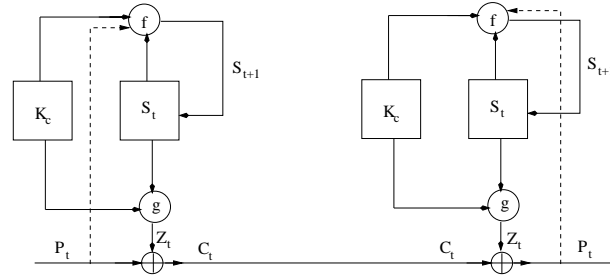 f
f
S_{t+1}
S_{t+}
K_c
S_t
K_c
S_t
g
g
Z_t
Z_t
P_t
C_t
C_t
P_t